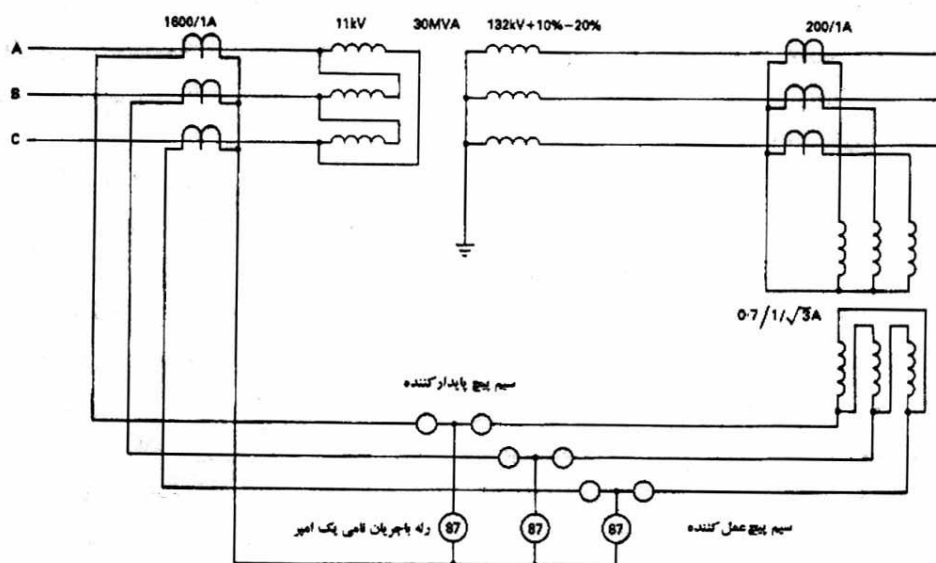 1600/1A
11kV
30MVA
132kV+10%-20%
200/1A
A
B
C
0·7/1/√3A
سیم پیچ پایدارکننده
رله باجریان نامی یک امپر
87
87
87
سیم پیچ عمل کننده